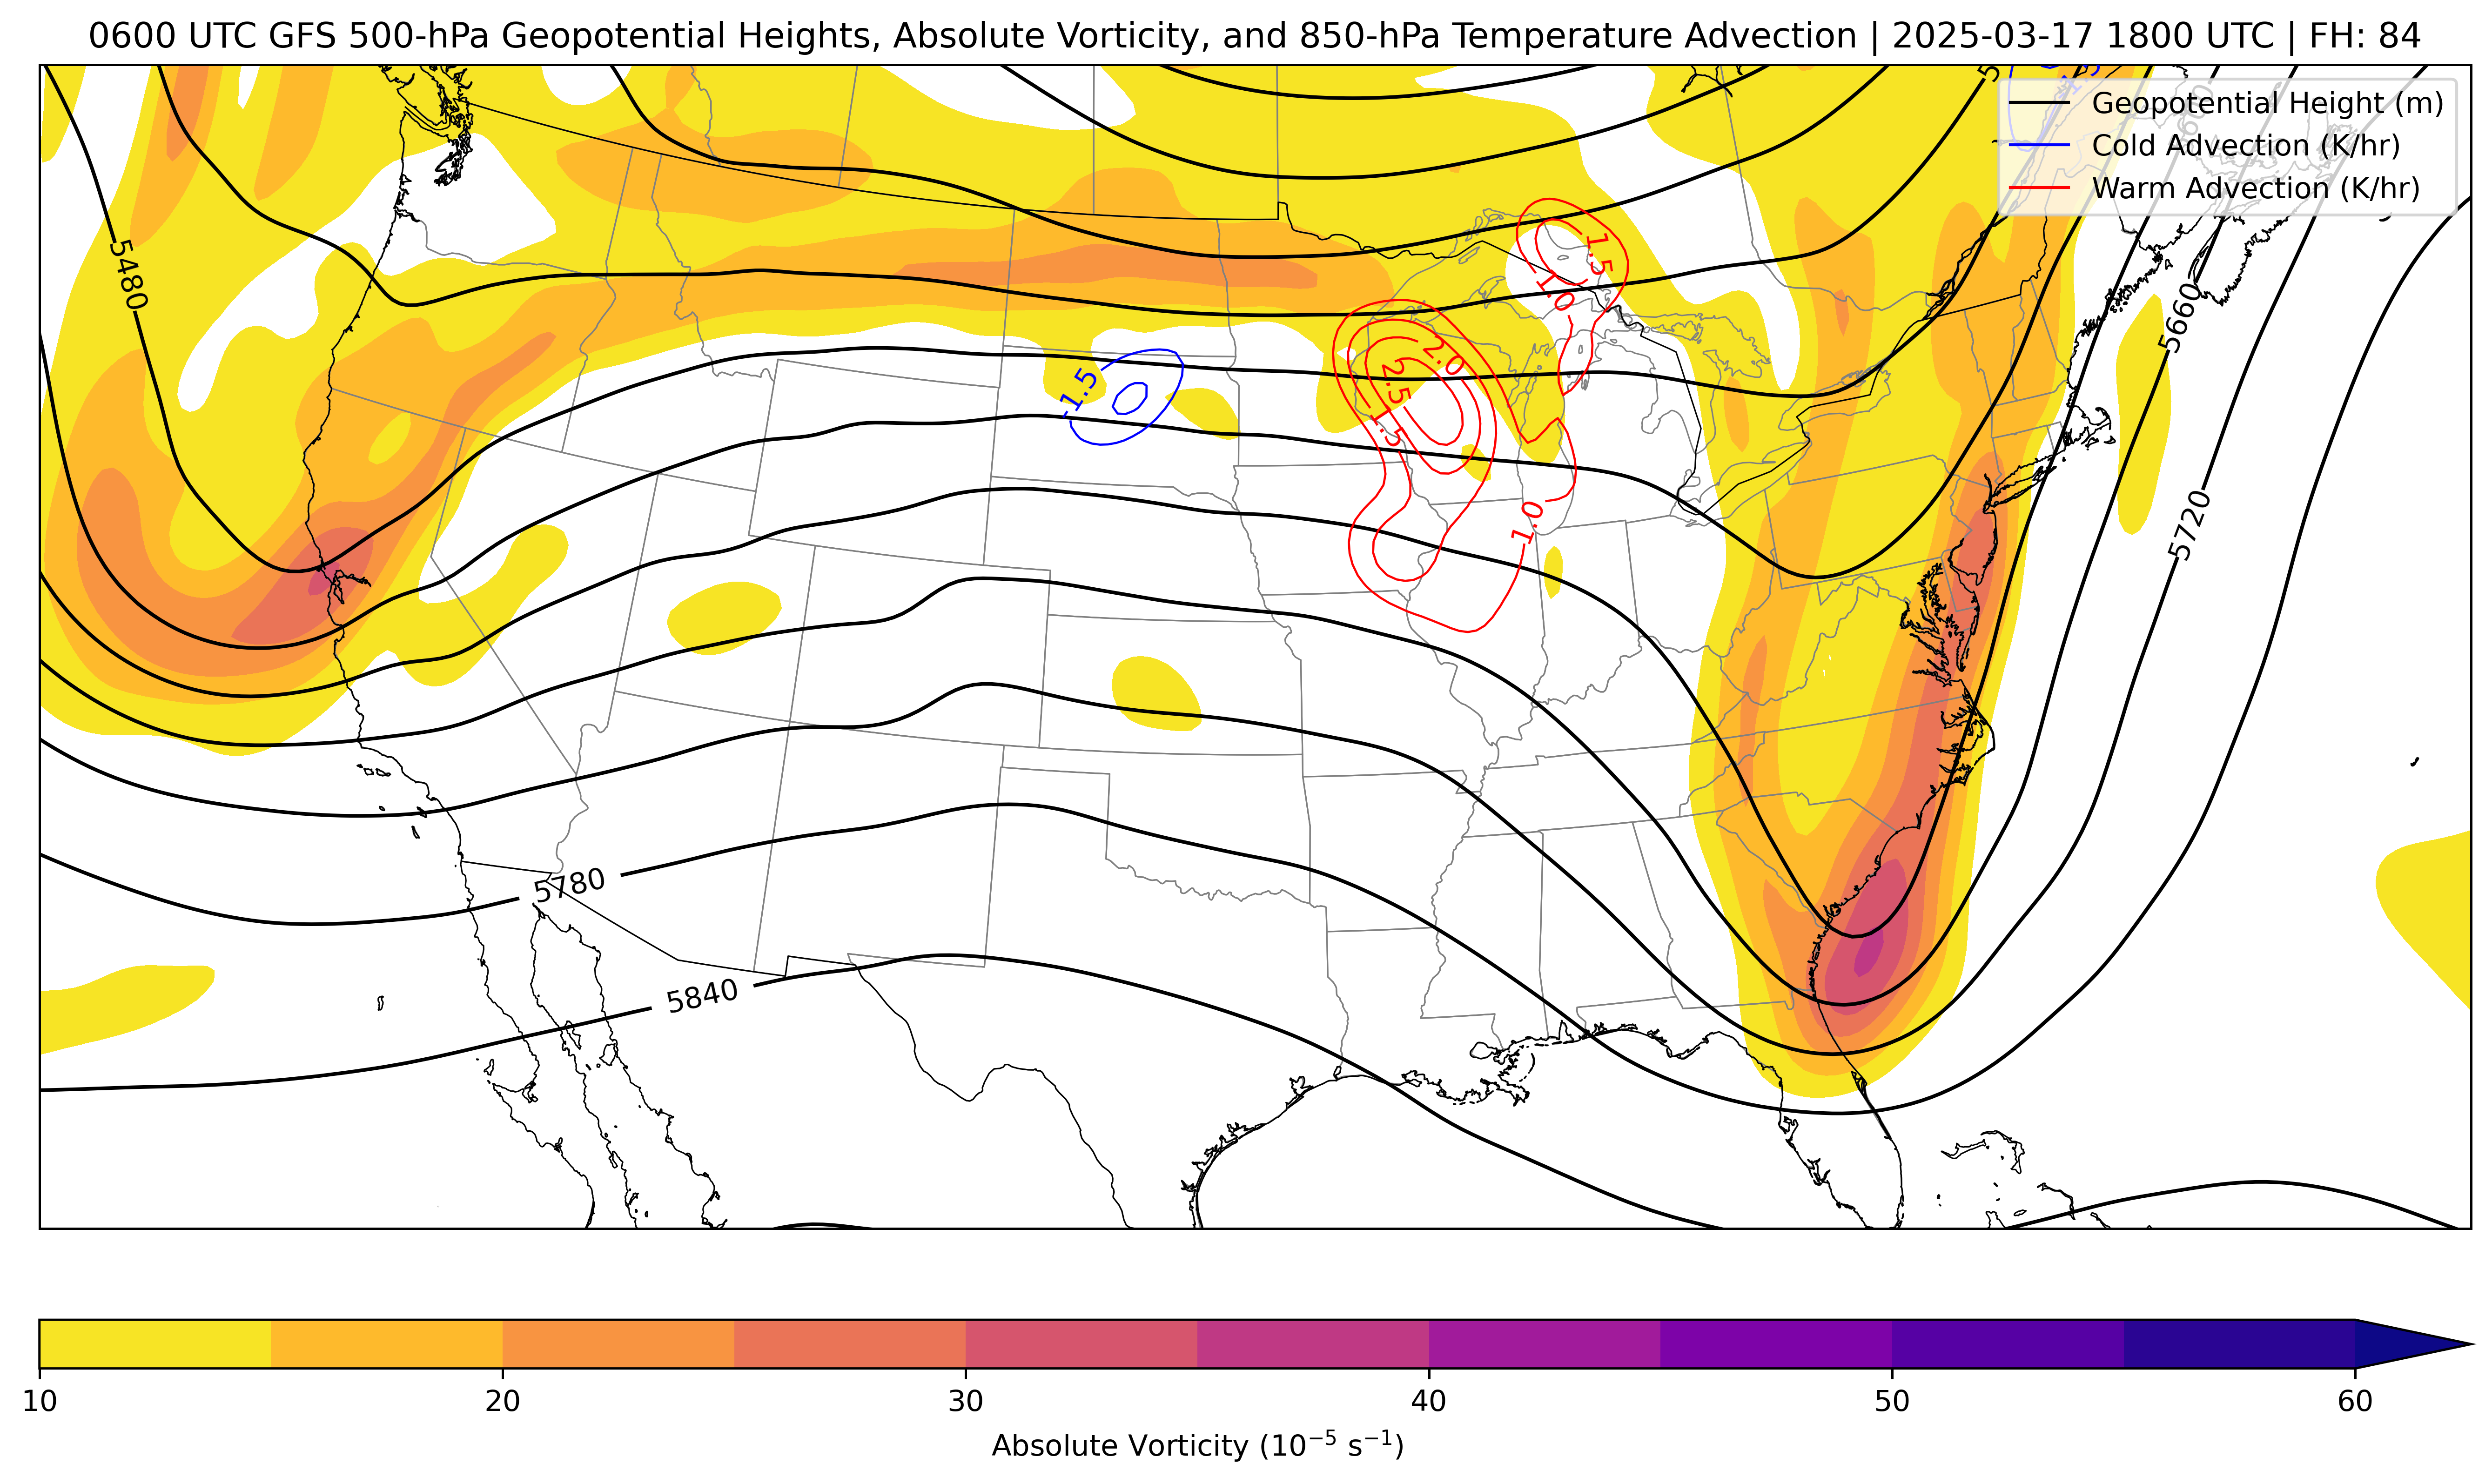 0600 UTC GFS 500-hPa Geopotential Heights, Absolute Vorticity, and 850-hPa Temperature Advection | 2025-03-17 1800 UTC | FH: 84
Geopotential Height (m)
Cold Advection (K/hr)
Warm Advection (K/hr)
5480
1.5
1.0
5660
2.0
-1.5
2.5
1.5
5720
1.0
5780
5840
10 20 30 40 50 60
Absolute Vorticity (10⁻⁵ s⁻¹)